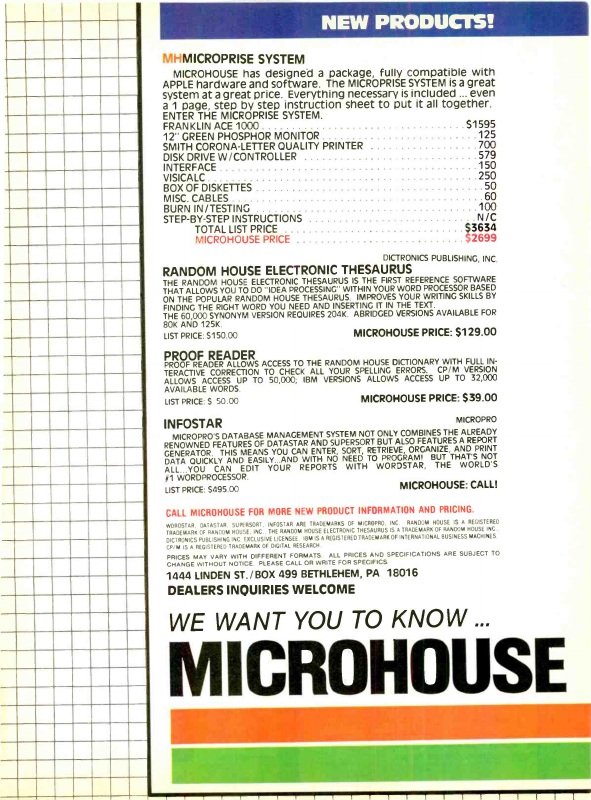 NEW PRODUCTS!
MHMICROPRISE SYSTEM
MICROHOUSE has designed a package, fully compatible with
APPLE hardware and software. The MICROPRISE SYSTEM is a great
system at a great price. Everything necessary is included ... even
a 1 page, step by step instruction sheet to put it all together.
ENTER THE MICROPRISE SYSTEM.
FRANKLIN ACE 1000 $1595
12" GREEN PHOSPHOR MONITOR 125
SMITH CORONA-LETTER QUALITY PRINTER 700
DISK DRIVE W/CONTROLLER 579
INTERFACE 150
VISICALC 250
BOX OF DISKETTES 50
MISC. CABLES 60
BURN IN/TESTING 100
STEP-BY-STEP INSTRUCTIONS N/C
TOTAL LIST PRICE $3634
MICROHOUSE PRICE $2699
DICTRONICS PUBLISHING, INC.
RANDOM HOUSE ELECTRONIC THESAURUS
THE RANDOM HOUSE ELECTRONIC THESAURUS IS THE FIRST REFERENCE SOFTWARE
THAT ALLOWS YOU TO DO "IDEA PROCESSING" WITHIN YOUR WORD PROCESSOR BASED
ON THE POPULAR RANDOM HOUSE THESAURUS. IMPROVES YOUR WRITING SKILLS BY
FINDING THE RIGHT WORD YOU NEED AND INSERTING IT IN THE TEXT.
THE 60,000 SYNONYM VERSION REQUIRES 204K. ABRIDGED VERSIONS AVAILABLE FOR
80K AND 125K.
LIST PRICE: $150.00 MICROHOUSE PRICE: $129.00
PROOF READER
PROOF READER ALLOWS ACCESS TO THE RANDOM HOUSE DICTIONARY WITH FULL IN-
TERACTIVE CORRECTION TO CHECK ALL YOUR SPELLING ERRORS. CP/M VERSION
ALLOWS ACCESS UP TO 50,000; IBM VERSIONS ALLOWS ACCESS UP TO 32,000
AVAILABLE WORDS.
LIST PRICE: $ 50.00 MICROHOUSE PRICE: $39.00
INFOSTAR MICROPRO
MICROPRO'S DATABASE MANAGEMENT SYSTEM NOT ONLY COMBINES THE ALREADY
RENOWNED FEATURES OF DATASTAR AND SUPERSORT BUT ALSO FEATURES A REPORT
GENERATOR. THIS MEANS YOU CAN ENTER, SORT, RETRIEVE, ORGANIZE, AND PRINT
DATA QUICKLY AND EASILY...AND WITH NO NEED TO PROGRAM! BUT THAT'S NOT
ALL...YOU CAN EDIT YOUR REPORTS WITH WORDSTAR, THE WORLD'S
#1 WORDPROCESSOR.
LIST PRICE: $495.00 MICROHOUSE: CALL!
CALL MICROHOUSE FOR MORE NEW PRODUCT INFORMATION AND PRICING.
WORDSTAR, DATASTAR, SUPERSORT, INFOSTAR ARE TRADEMARKS OF MICROPRO, INC. RANDOM HOUSE IS A REGISTERED
TRADEMARK OF RANDOM HOUSE, INC. THE RANDOM HOUSE ELECTRONIC THESAURUS IS A TRADEMARK OF RANDOM HOUSE INC.
DICTRONICS PUBLISHING INC. EXCLUSIVE LICENSEE. IBM IS A REGISTERED TRADEMARK OF INTERNATIONAL BUSINESS MACHINES.
CP/M IS A REGISTERED TRADEMARK OF DIGITAL RESEARCH.
PRICES MAY VARY WITH DIFFERENT FORMATS. ALL PRICES AND SPECIFICATIONS ARE SUBJECT TO
CHANGE WITHOUT NOTICE. PLEASE CALL OR WRITE FOR SPECIFICS.
1444 LINDEN ST. / BOX 499 BETHLEHEM, PA 18016
DEALERS INQUIRIES WELCOME
WE WANT YOU TO KNOW ...
MICROHOUSE